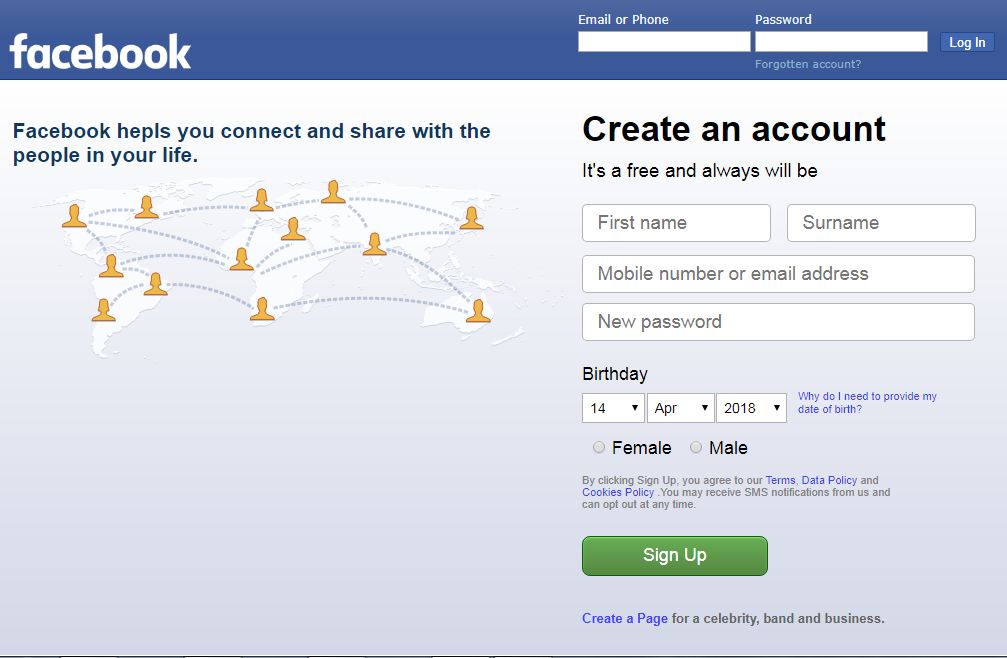 facebook
Email or Phone
Password
Log In
Forgotten account?
Facebook hepls you connect and share with the
people in your life.
Create an account
It's a free and always will be
First name
Surname
Mobile number or email address
New password
Birthday
14
Apr
2018
Why do I need to provide my
date of birth?
Female
Male
By clicking Sign Up, you agree to our Terms, Data Policy and
Cookies Policy .You may receive SMS notifications from us and
can opt out at any time.
Sign Up
Create a Page for a celebrity, band and business.